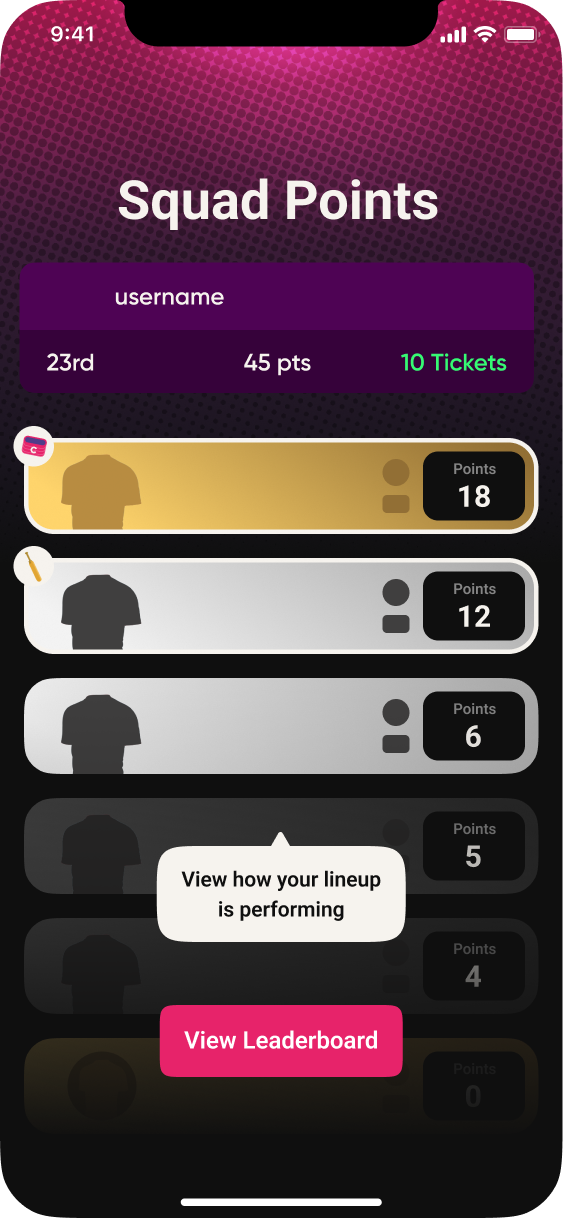 9:41
Squad Points
username
23rd 45 pts 10 Tickets
C
Points
18
Points
12
Points
6
Points
5
View how your lineup
is performing
Points
4
View Leaderboard
Points
0